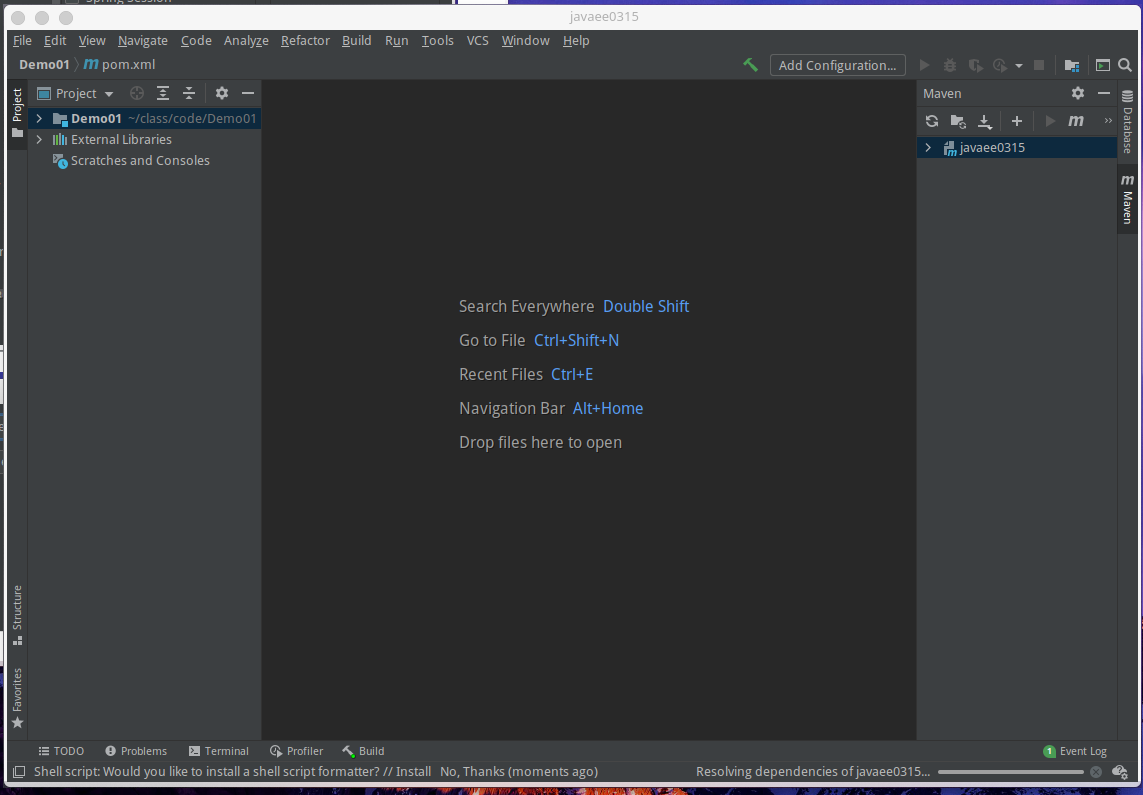 Spring Session
javaee0315
File Edit View Navigate Code Analyze Refactor Build Run Tools VCS Window Help
Demo01 〉 m pom.xml
Add Configuration...
Project
Project
Maven
Demo01 ~/class/code/Demo01
External Libraries
Scratches and Consoles
m
»
javaee0315
Database
m Maven
Search Everywhere Double Shift
Go to File Ctrl+Shift+N
Recent Files Ctrl+E
Navigation Bar Alt+Home
Drop files here to open
Structure
Favorites
TODO Problems Terminal Profiler Build
1 Event Log
Shell script: Would you like to install a shell script formatter? // Install No, Thanks (moments ago)
Resolving dependencies of javaee0315...